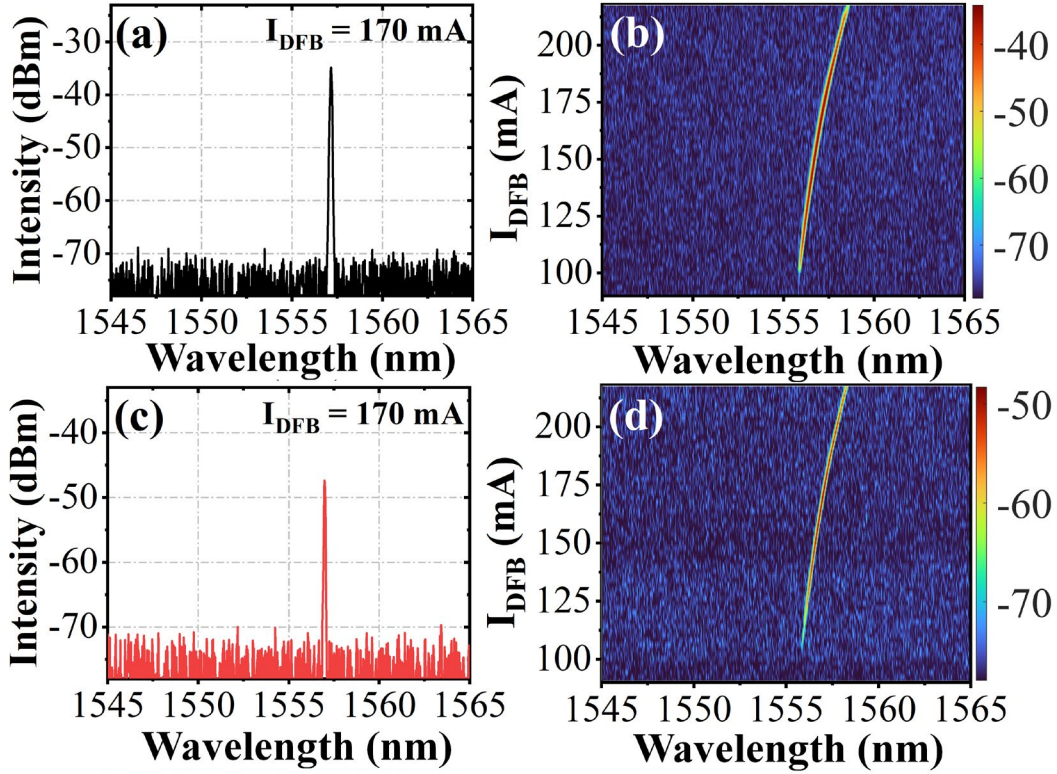 (a)
I_DFB = 170 mA
Intensity (dBm)
-30
-40
-50
-60
-70
1545 1550 1555 1560 1565
Wavelength (nm)
(b)
I_DFB (mA)
200
175
150
125
100
1545 1550 1555 1560 1565
Wavelength (nm)
-40
-50
-60
-70
(c)
I_DFB = 170 mA
Intensity (dBm)
-40
-50
-60
-70
1545 1550 1555 1560 1565
Wavelength (nm)
(d)
I_DFB (mA)
200
175
150
125
100
1545 1550 1555 1560 1565
Wavelength (nm)
-50
-60
-70